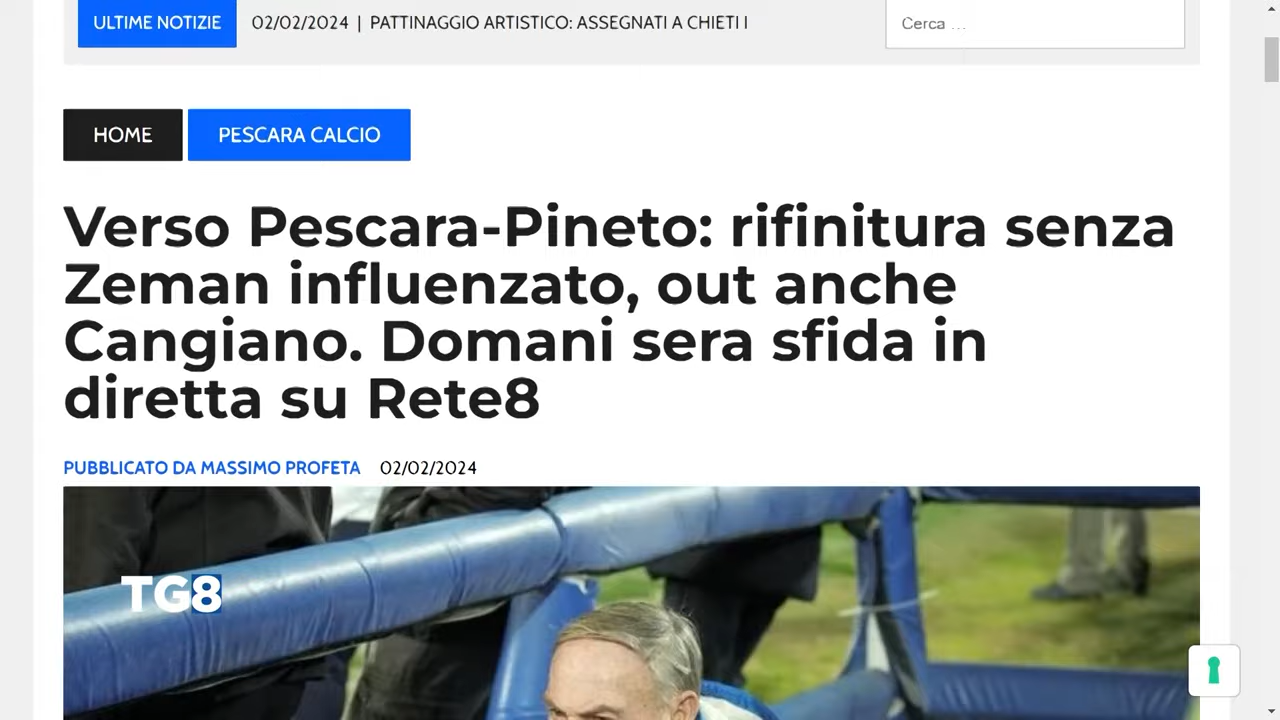 ULTIME NOTIZIE 02/02/2024 | PATTINAGGIO ARTISTICO: ASSEGNATI A CHIETI I Cerca ...
HOME PESCARA CALCIO
Verso Pescara-Pineto: rifinitura senza
Zeman influenzato, out anche
Cangiano. Domani sera sfida in
diretta su Rete8
PUBBLICATO DA MASSIMO PROFETA 02/02/2024
TG8